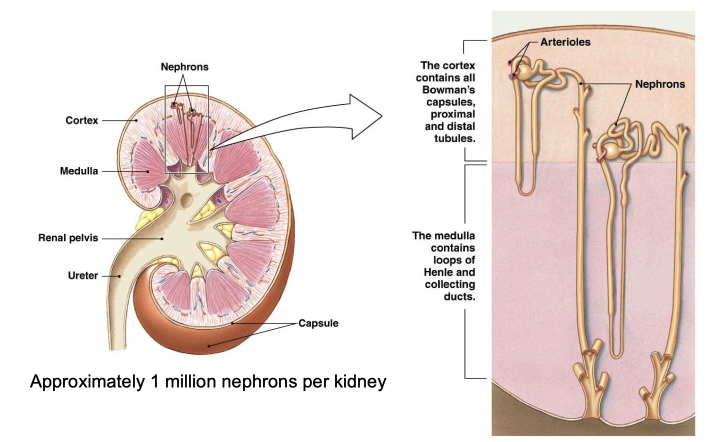 Nephrons
Cortex
Medulla
Renal pelvis
Ureter
Capsule
Approximately 1 million nephrons per kidney
The cortex
contains all
Bowman's
capsules,
proximal
and distal
tubules.
The medulla
contains
loops of
Henle and
collecting
ducts.
Arterioles
Nephrons